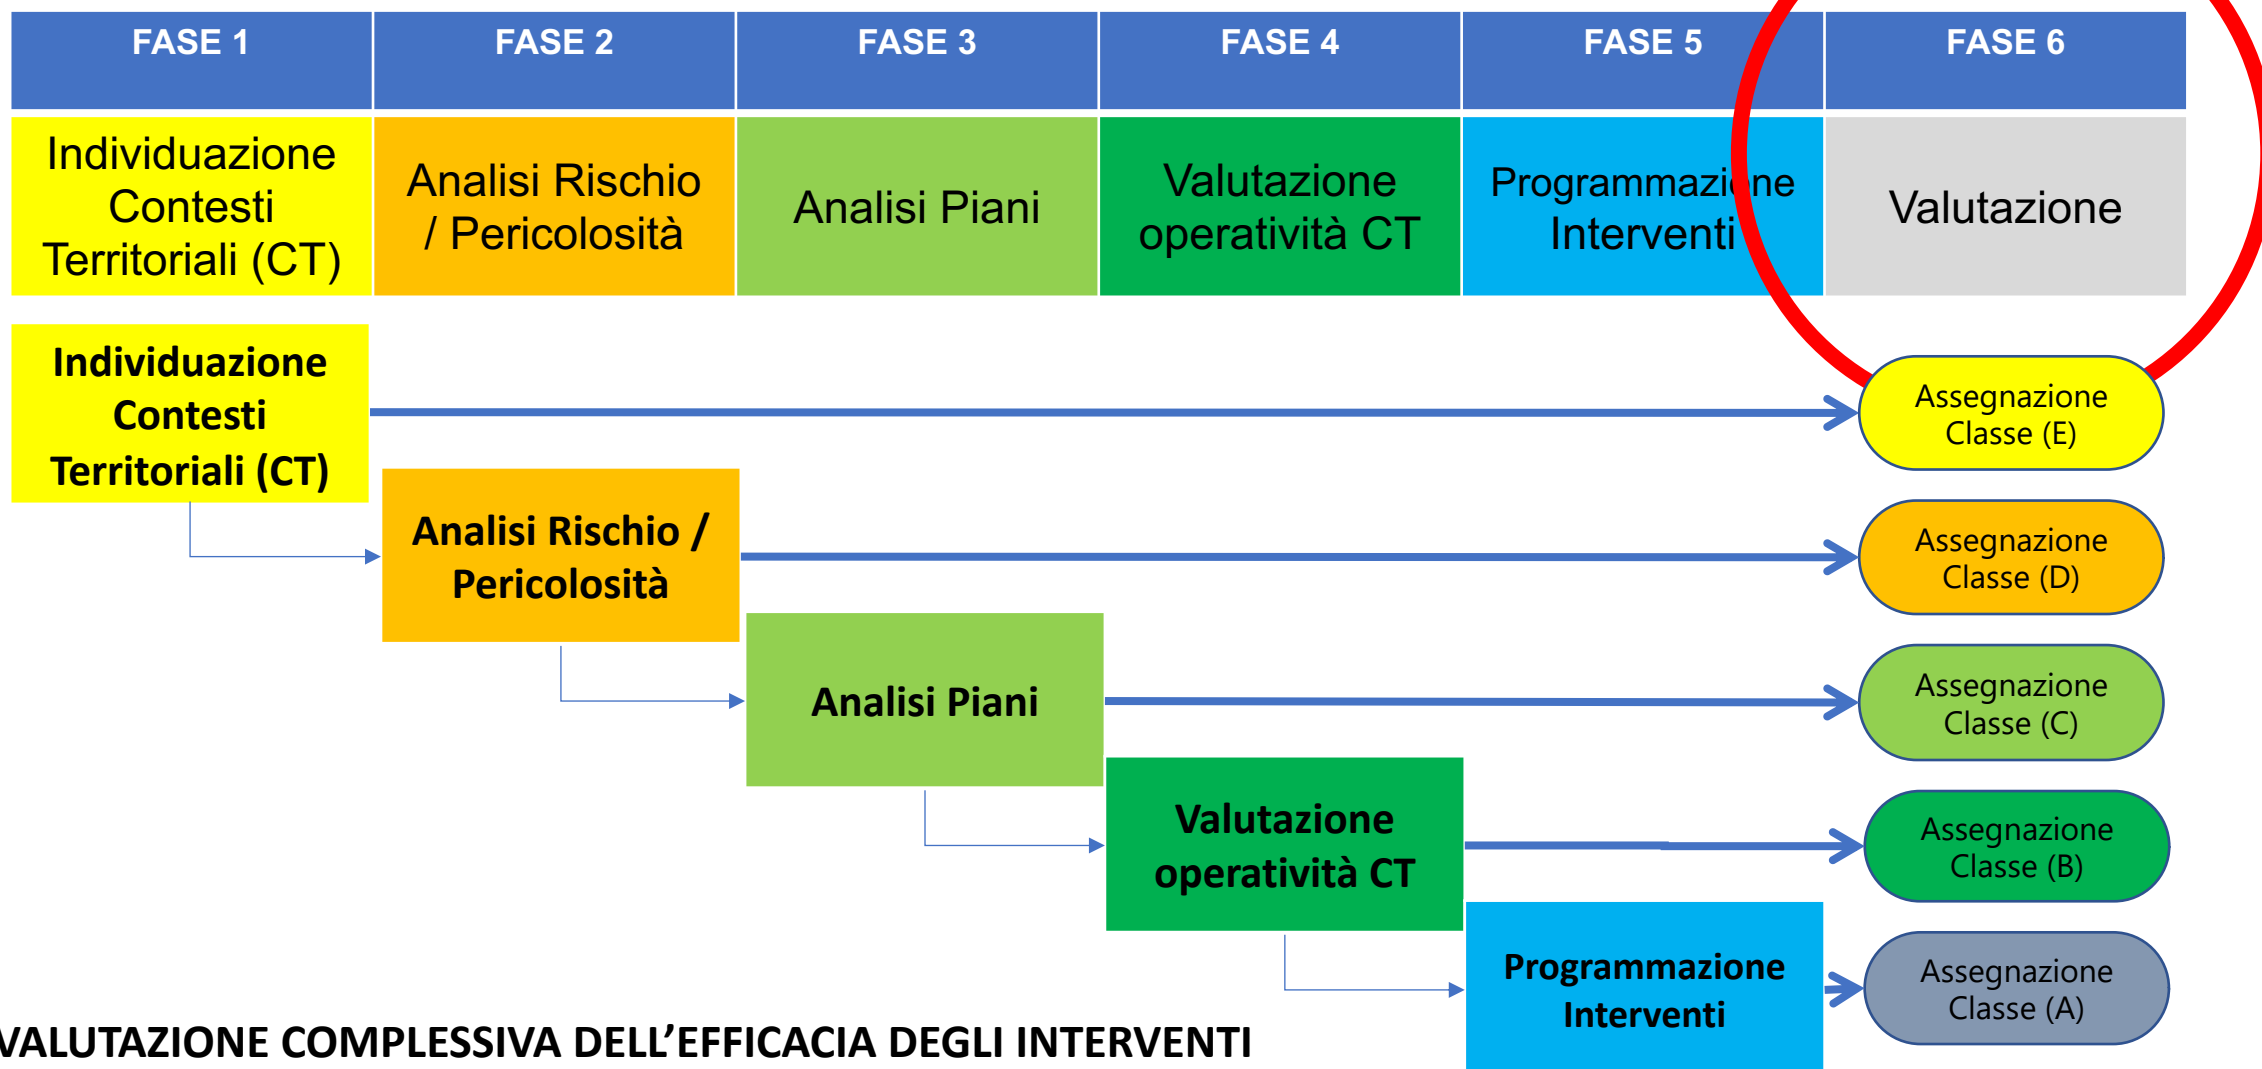 FASE 1
FASE 2
FASE 3
FASE 4
FASE 5
FASE 6
Individuazione
Contesti
Territoriali (CT)
Analisi Rischio
/ Pericolosità
Analisi Piani
Valutazione
operatività CT
Programmazione
Interventi
Valutazione
Individuazione
Contesti
Territoriali (CT)
Assegnazione
Classe (E)
Analisi Rischio /
Pericolosità
Assegnazione
Classe (D)
Analisi Piani
Assegnazione
Classe (C)
Valutazione
operatività CT
Assegnazione
Classe (B)
Programmazione
Interventi
Assegnazione
Classe (A)
VALUTAZIONE COMPLESSIVA DELL’EFFICACIA DEGLI INTERVENTI